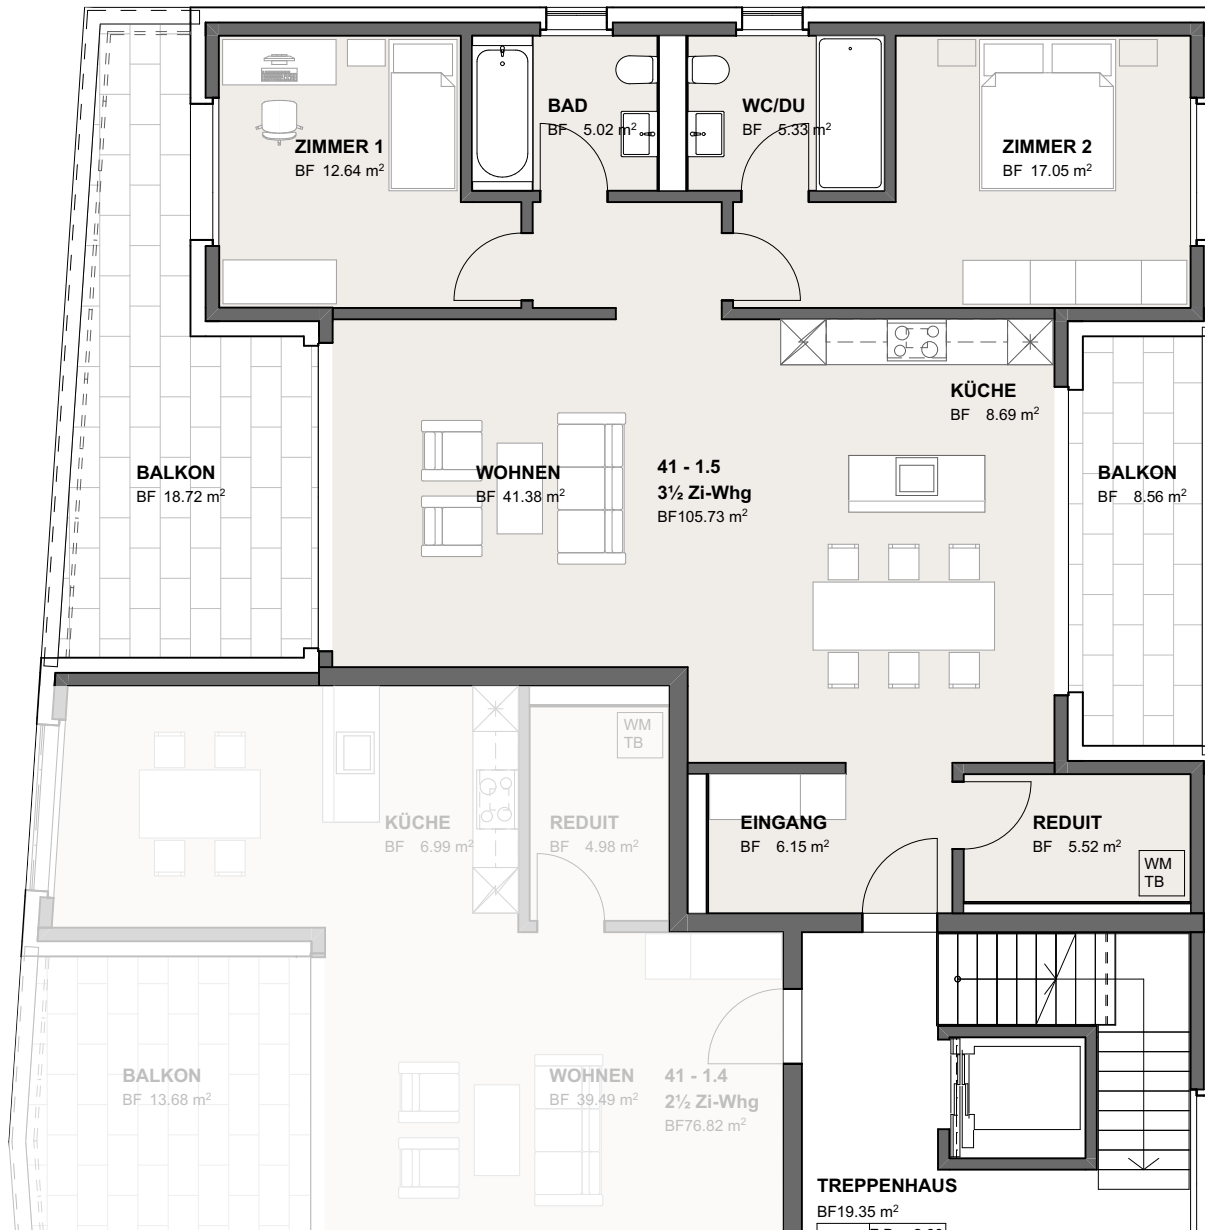 BAD
BF 5.02 m²
WC/DU
BF 5.33 m²
ZIMMER 1
BF 12.64 m²
ZIMMER 2
BF 17.05 m²
KÜCHE
BF 8.69 m²
BALKON
BF 18.72 m²
WOHNEN
BF 41.38 m²
41 - 1.5
3½ Zi-Whg
BF105.73 m²
BALKON
BF 8.56 m²
WM
TB
KÜCHE
BF 6.99 m²
REDUIT
BF 4.98 m²
EINGANG
BF 6.15 m²
REDUIT
BF 5.52 m²
WM
TB
BALKON
BF 13.68 m²
WOHNEN
BF 39.49 m²
41 - 1.4
2½ Zi-Whg
BF76.82 m²
TREPPENHAUS
BF19.35 m²